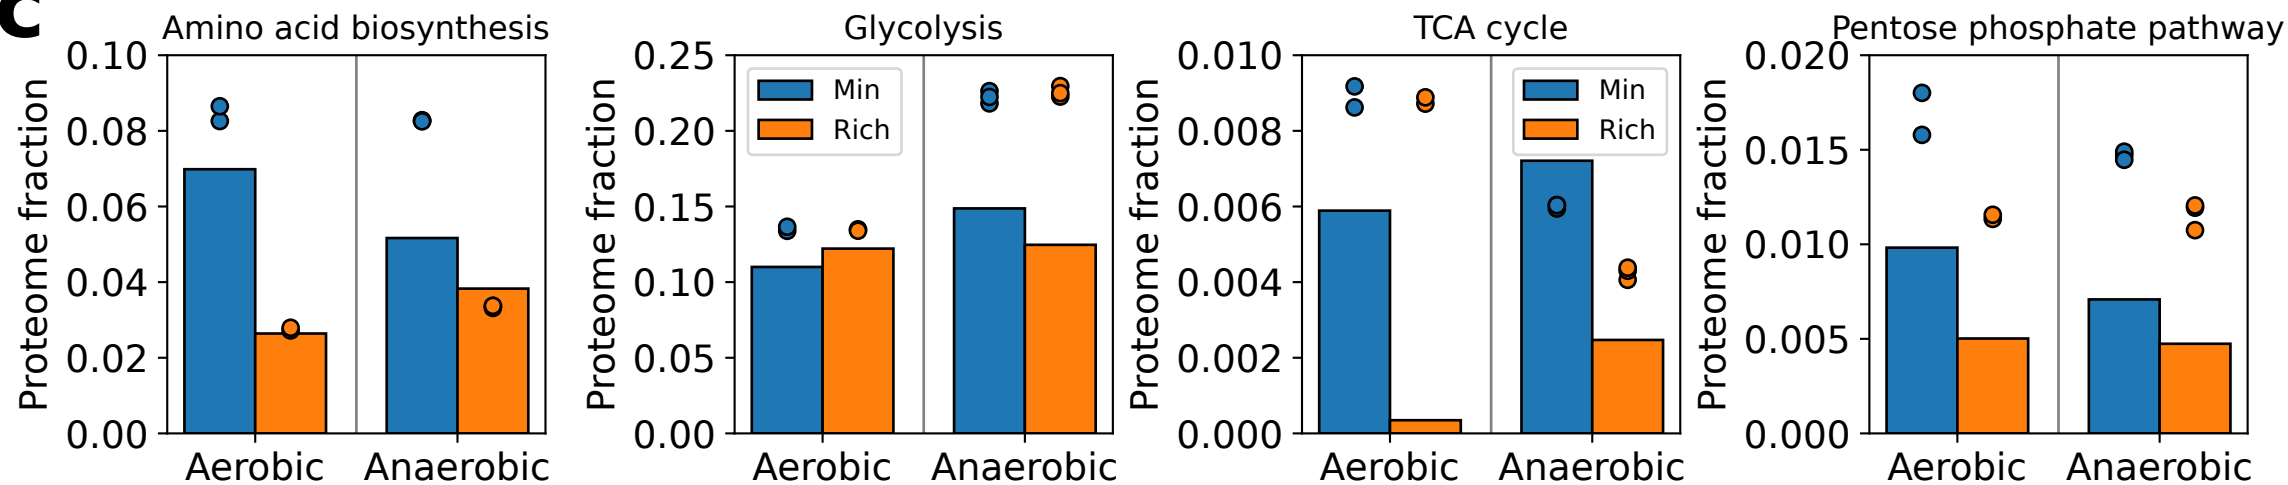 c
Amino acid biosynthesis
Proteome fraction
0.10
0.08
0.06
0.04
0.02
0.00
Aerobic Anaerobic
Glycolysis
Proteome fraction
0.25
0.20
0.15
0.10
0.05
0.00
Min
Rich
Aerobic Anaerobic
TCA cycle
Proteome fraction
0.010
0.008
0.006
0.004
0.002
0.000
Min
Rich
Aerobic Anaerobic
Pentose phosphate pathway
Proteome fraction
0.020
0.015
0.010
0.005
0.000
Aerobic Anaerobic